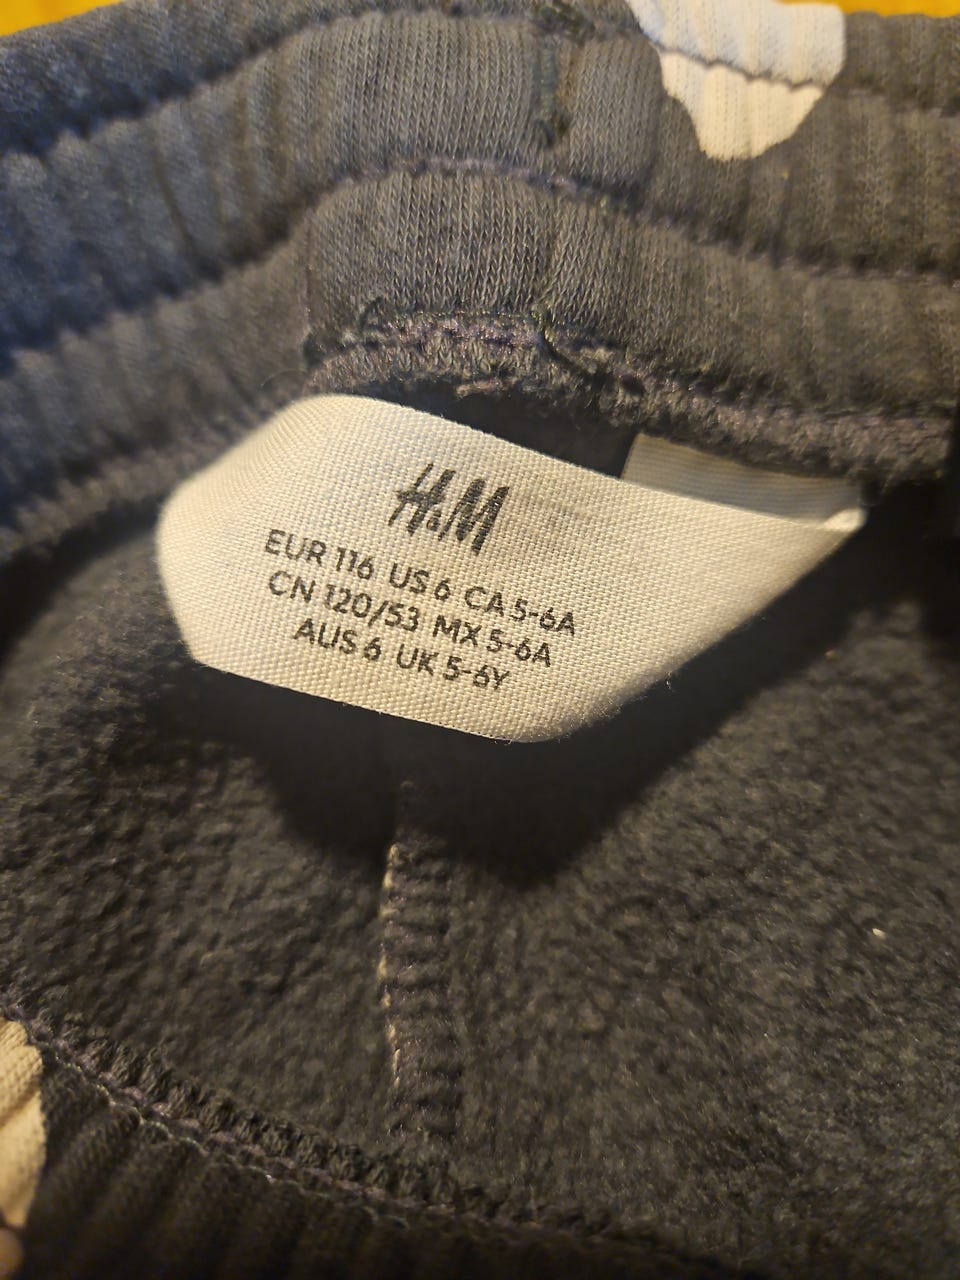 H&M
EUR 116 US 6 CA 5-6A
CN 120/53 MX 5-6A
AUS 6 UK 5-6Y